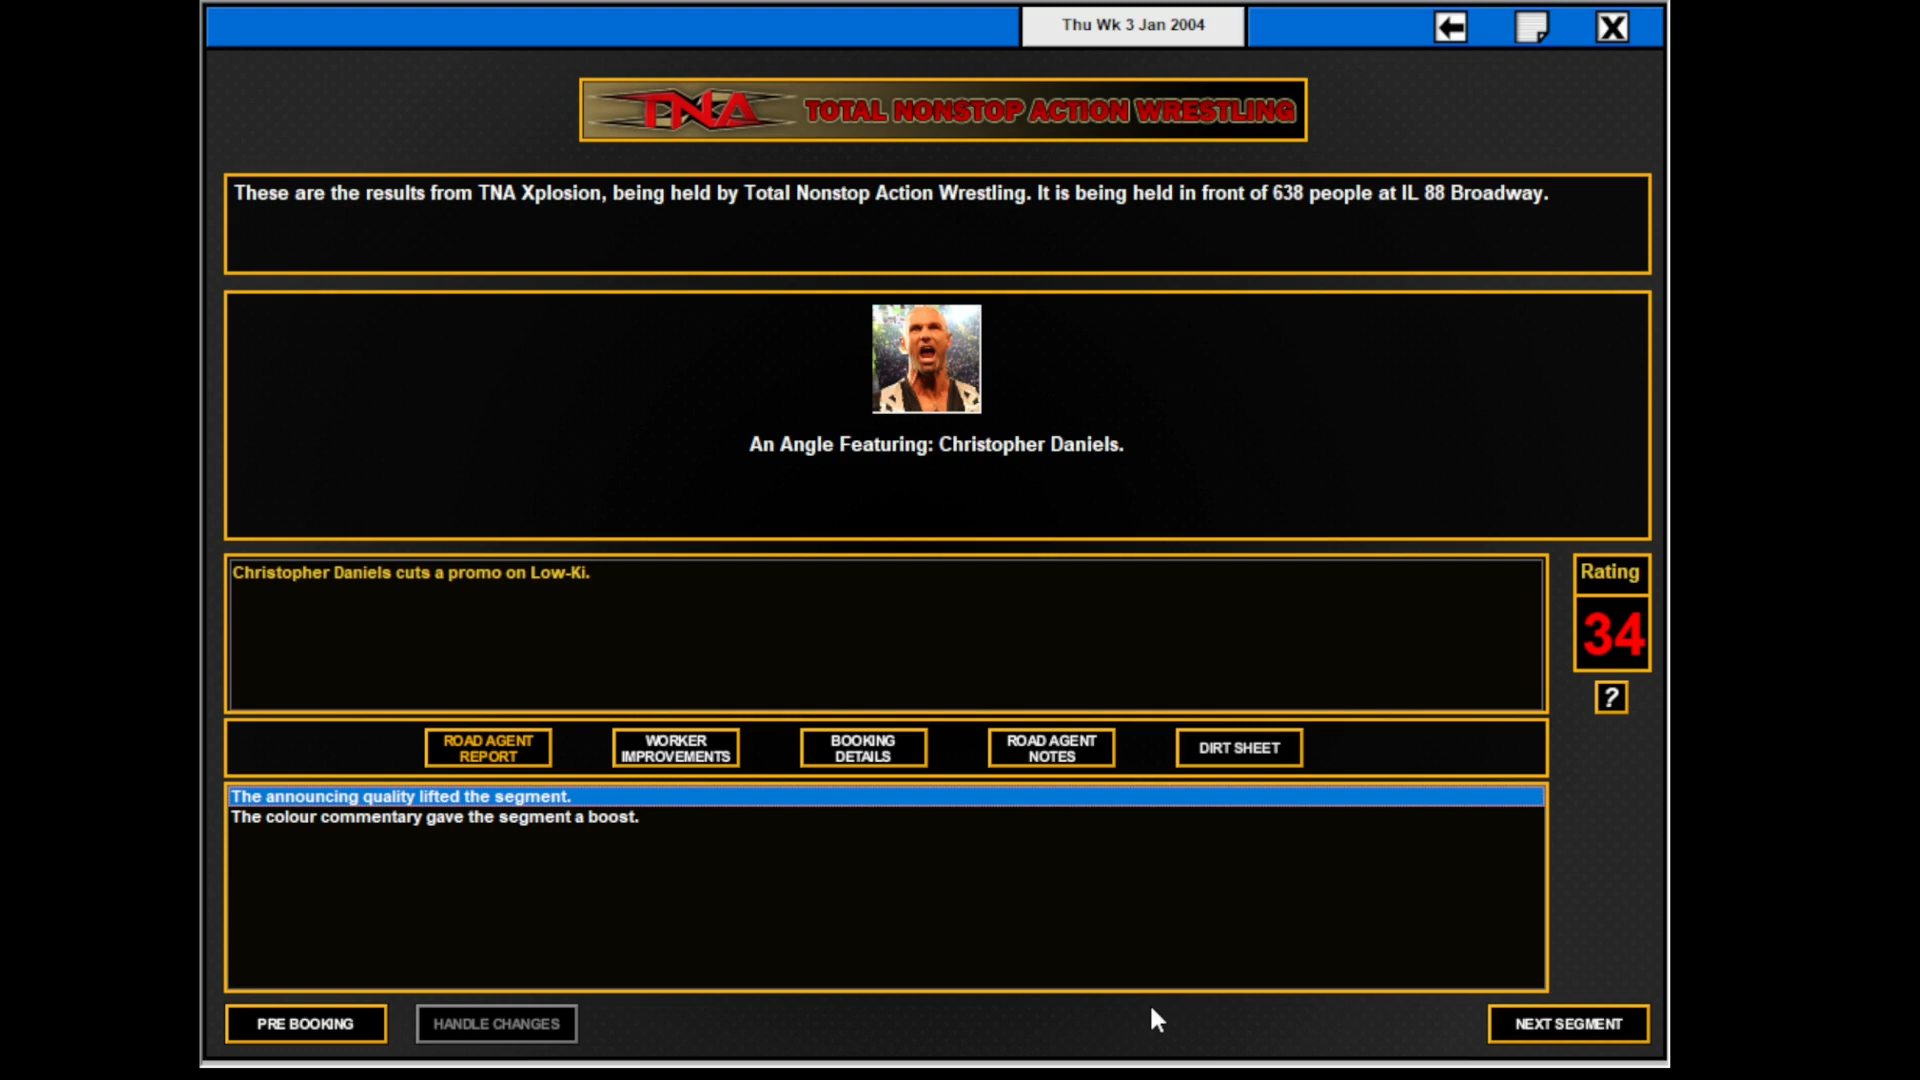 Thu Wk 3 Jan 2004
TNA TOTAL NONSTOP ACTION WRESTLING
These are the results from TNA Xplosion, being held by Total Nonstop Action Wrestling. It is being held in front of 638 people at IL 88 Broadway.
An Angle Featuring: Christopher Daniels.
Christopher Daniels cuts a promo on Low-Ki.
Rating
34
?
ROAD AGENT
REPORT
WORKER
IMPROVEMENTS
BOOKING
DETAILS
ROAD AGENT
NOTES
DIRT SHEET
The announcing quality lifted the segment.
The colour commentary gave the segment a boost.
PRE BOOKING
HANDLE CHANGES
NEXT SEGMENT